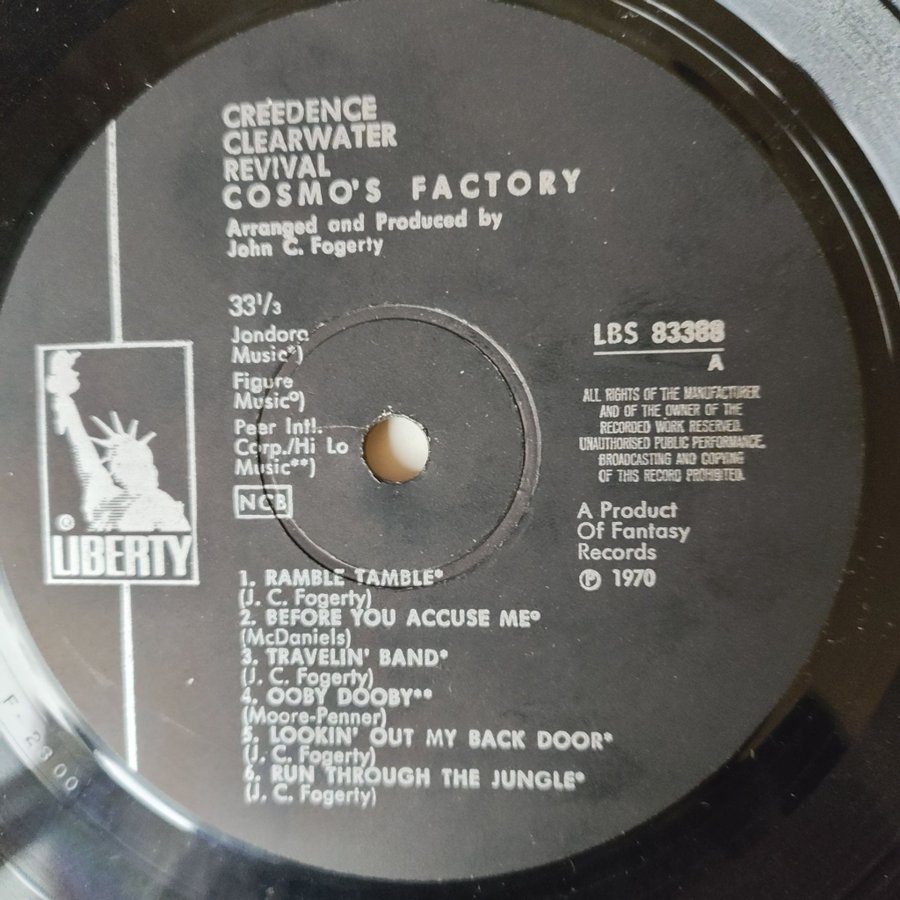 CREEDENCE
CLEARWATER
REVIVAL
COSMO'S FACTORY
Arranged and Produced by
John C. Fogerty
33⅓
Jondora
Music*)
Figure
Music°)
Peer Intl.
Corp./Hi Lo
Music**)
NCB
LBS 83388
A
ALL RIGHTS OF THE MANUFACTURER
AND OF THE OWNER OF THE
RECORDED WORK RESERVED.
UNAUTHORISED PUBLIC PERFORMANCE,
BROADCASTING AND COPYING
OF THIS RECORD PROHIBITED.
A Product
Of Fantasy
Records
℗ 1970
®
LIBERTY
1. RAMBLE TAMBLE*
(J. C. Fogerty)
2. BEFORE YOU ACCUSE ME°
(McDaniels)
3. TRAVELIN' BAND*
(J. C. Fogerty)
4. OOBY DOOBY**
(Moore-Penner)
5. LOOKIN' OUT MY BACK DOOR*
(J. C. Fogerty)
6. RUN THROUGH THE JUNGLE*
(J. C. Fogerty)